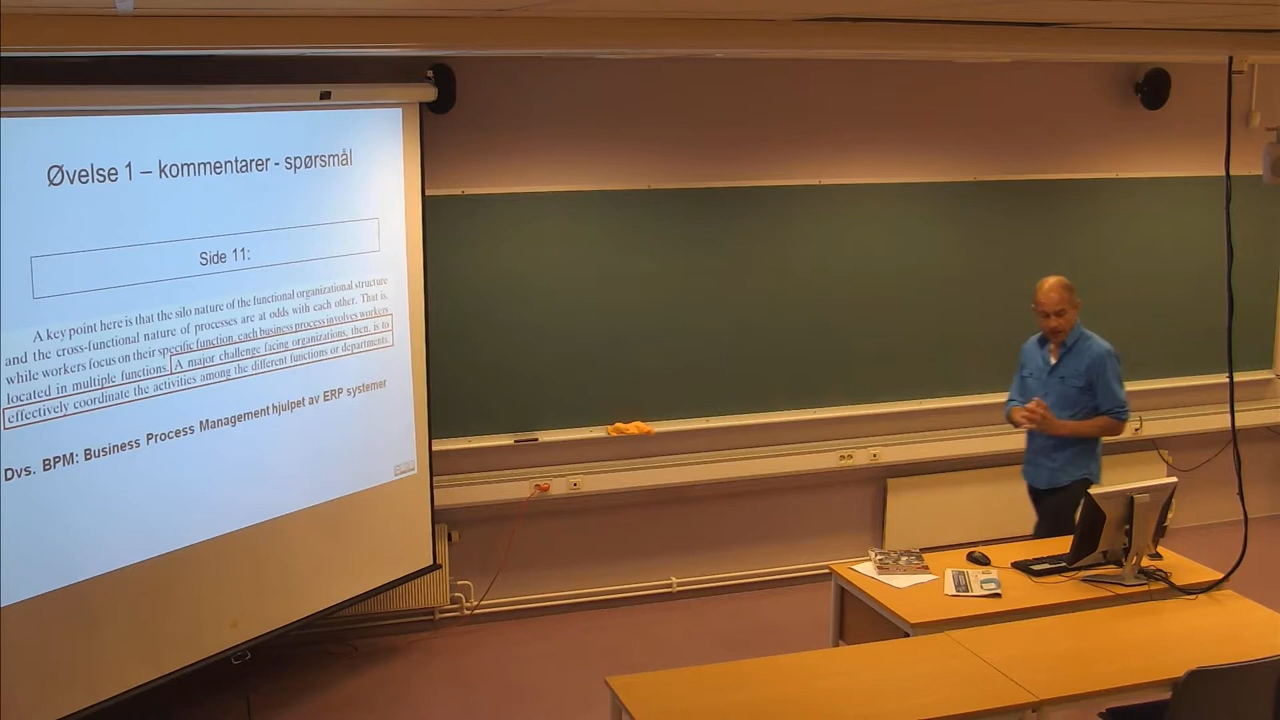 Øvelse 1 – kommentarer - spørsmål
Side 11:
A key point here is that the silo nature of the functional organizational structure
and the cross-functional nature of processes are at odds with each other. That is,
while workers focus on their specific function, each business process involves workers
located in multiple functions. A major challenge facing organizations, then, is to
effectively coordinate the activities among the different functions or departments.
Dvs. BPM: Business Process Management hjulpet av ERP systemer